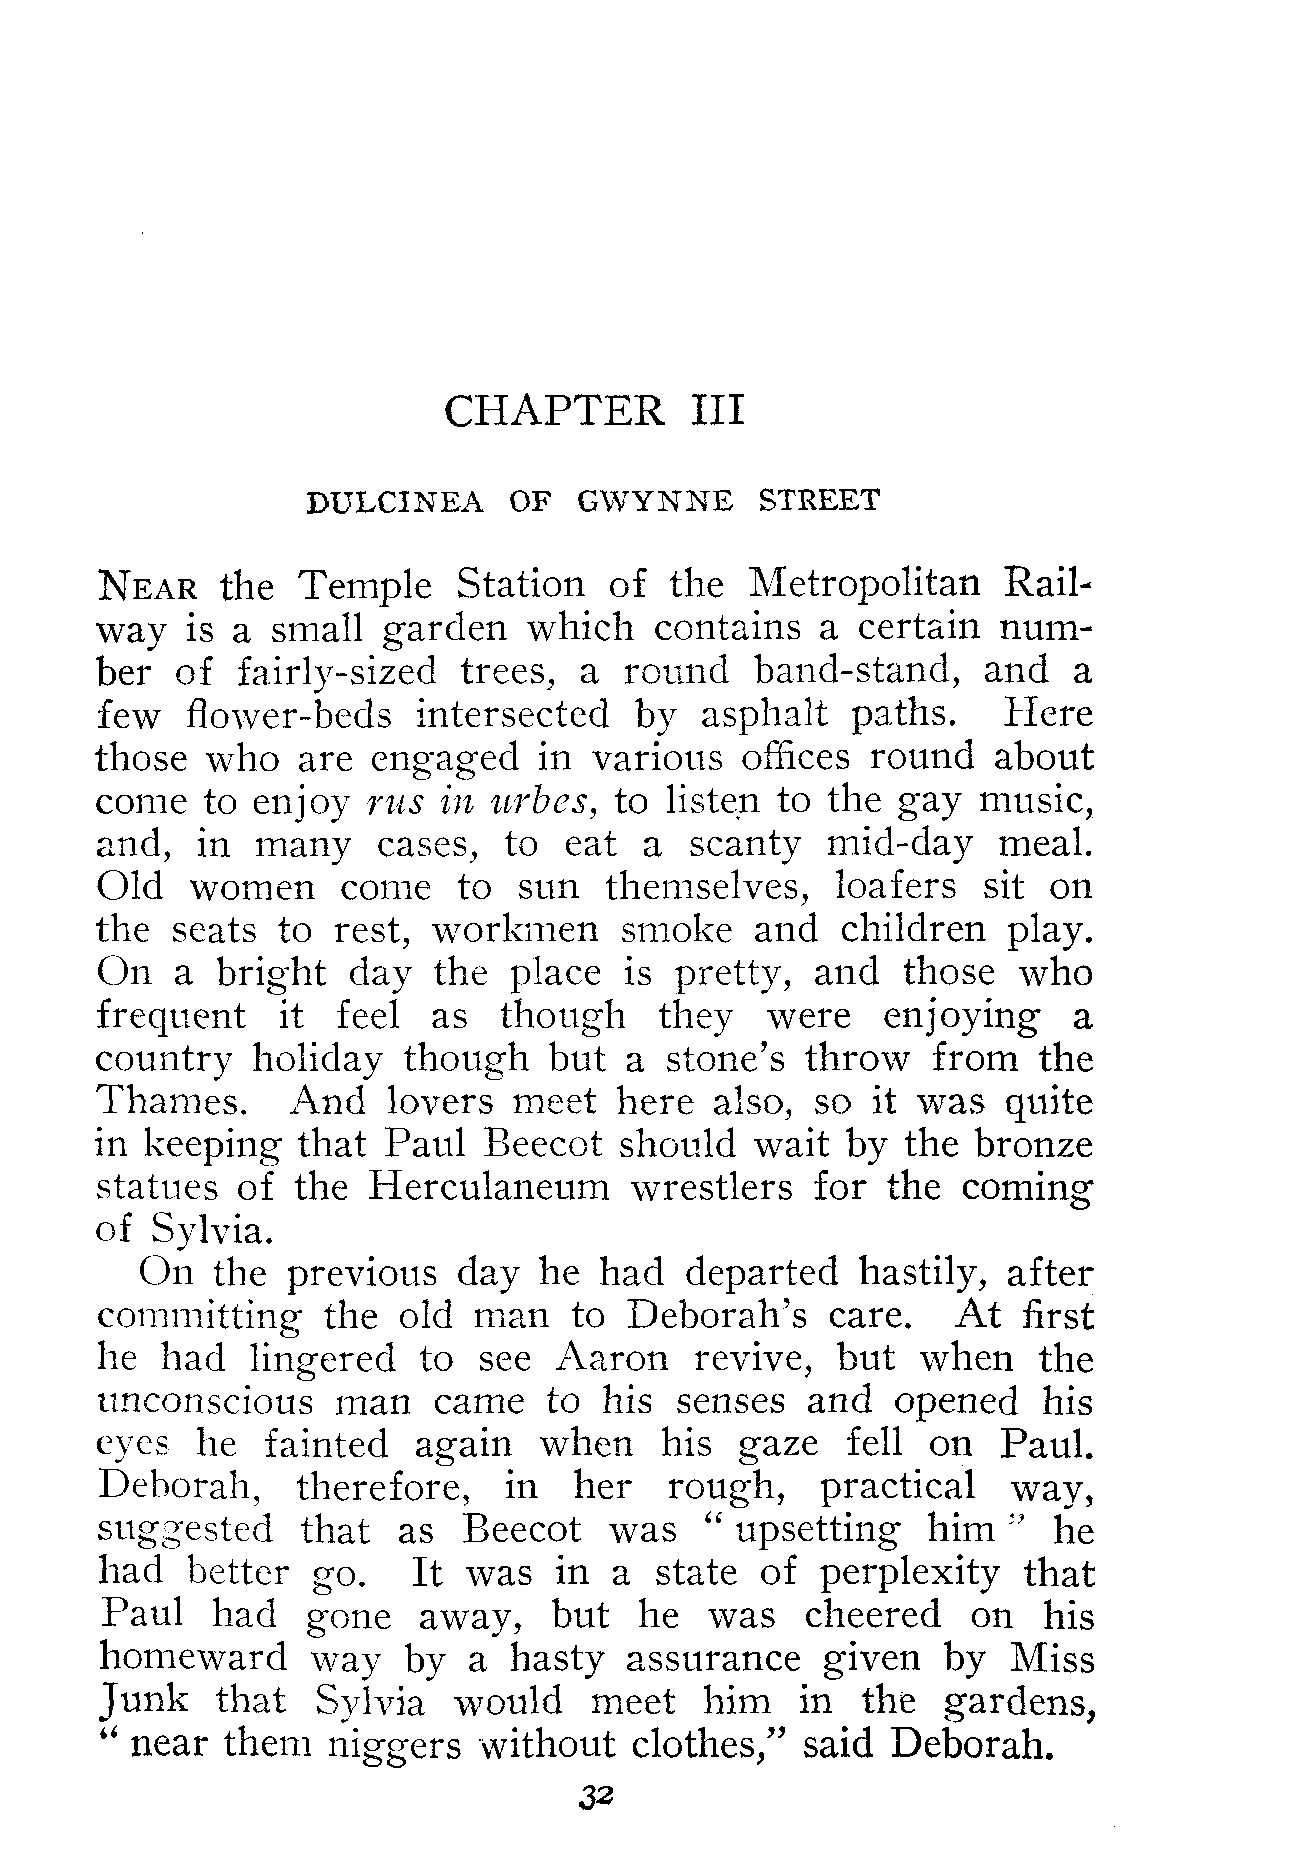 CHAPTER III
DULCINEA OF GWYNNE STREET
NEAR the Temple Station of the Metropolitan Rail-
way is a small garden which contains a certain num-
ber of fairly-sized trees, a round band-stand, and a
few flower-beds intersected by asphalt paths. Here
those who are engaged in various offices round about
come to enjoy rus in urbes, to listen to the gay music,
and, in many cases, to eat a scanty mid-day meal.
Old women come to sun themselves, loafers sit on
the seats to rest, workmen smoke and children play.
On a bright day the place is pretty, and those who
frequent it feel as though they were enjoying a
country holiday though but a stone's throw from the
Thames. And lovers meet here also, so it was quite
in keeping that Paul Beecot should wait by the bronze
statues of the Herculaneum wrestlers for the coming
of Sylvia.
On the previous day he had departed hastily, after
committing the old man to Deborah's care. At first
he had lingered to see Aaron revive, but when the
unconscious man came to his senses and opened his
eyes he fainted again when his gaze fell on Paul.
Deborah, therefore, in her rough, practical way,
suggested that as Beecot was “ upsetting him ” he
had better go. It was in a state of perplexity that
Paul had gone away, but he was cheered on his
homeward way by a hasty assurance given by Miss
Junk that Sylvia would meet him in the gardens,
“ near them niggers without clothes,” said Deborah.
32